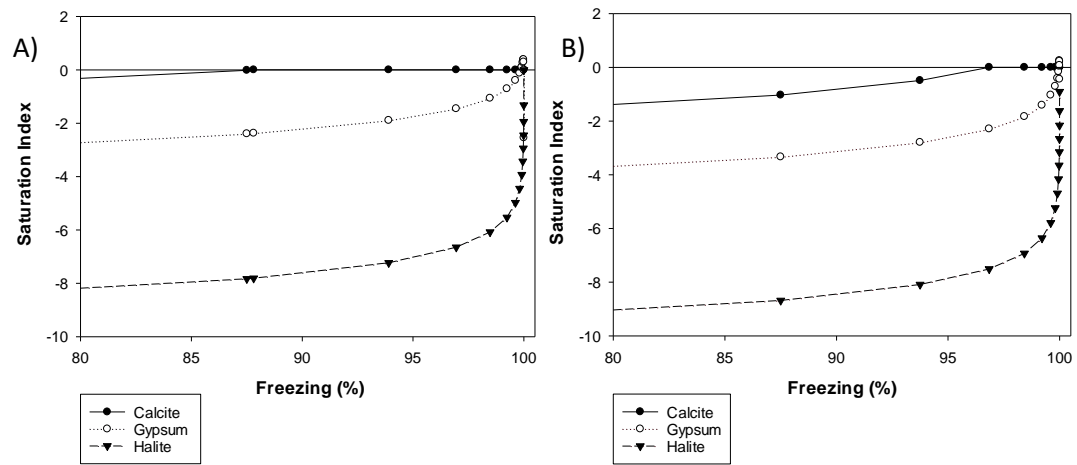 A)
2
0
-2
-4
-6
-8
-10
Saturation Index
80
85
90
95
100
Freezing (%)
Calcite
Gypsum
Halite
B)
2
0
-2
-4
-6
-8
-10
Saturation Index
80
85
90
95
100
Freezing (%)
Calcite
Gypsum
Halite